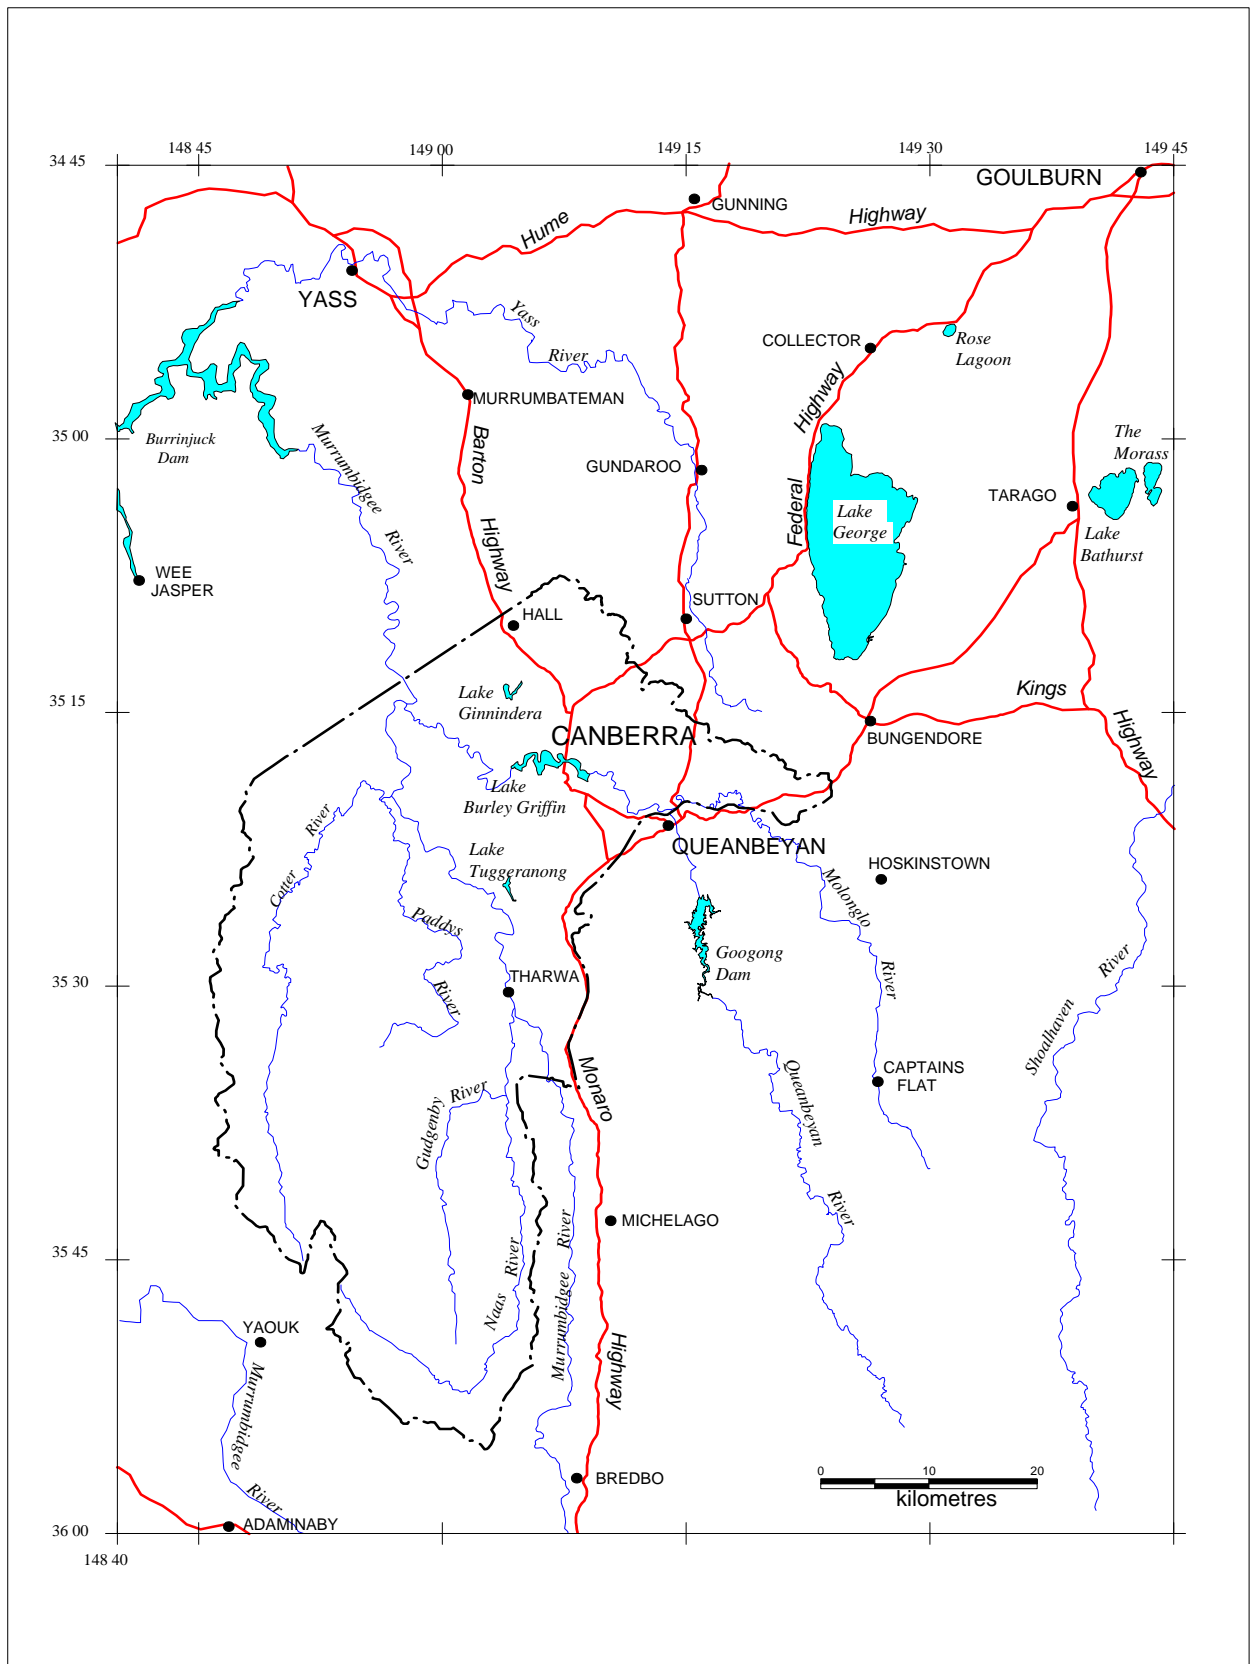 148 45
149 00
149 15
149 30
149 45
34 45
GOULBURN
GUNNING
Hume
Highway
YASS
Yass
River
COLLECTOR
Rose
Lagoon
Highway
MURRUMBATEMAN
Burrinjuck
Dam
35 00
Murrumbidgee
River
Barton
Highway
GUNDAROO
Federal
Lake
George
The
Morass
TARAGO
Lake
Bathurst
WEE
JASPER
HALL
SUTTON
Lake
Ginnindera
35 15
CANBERRA
Kings
Highway
BUNGENDORE
Lake
Burley Griffin
River
Cotter
QUEANBEYAN
Lake
Tuggeranong
HOSKINSTOWN
Molonglo
River
Paddys
River
Googong
Dam
River
Shoalhaven
35 30
THARWA
Monaro
Highway
Queanbeyan
River
CAPTAINS
FLAT
Gudgenby
River
MICHELAGO
35 45
Naas
River
Murrumbidgee
River
YAOUK
Murrumbidgee
River
BREDBO
0
10
20
kilometres
ADAMINABY
36 00
148 40